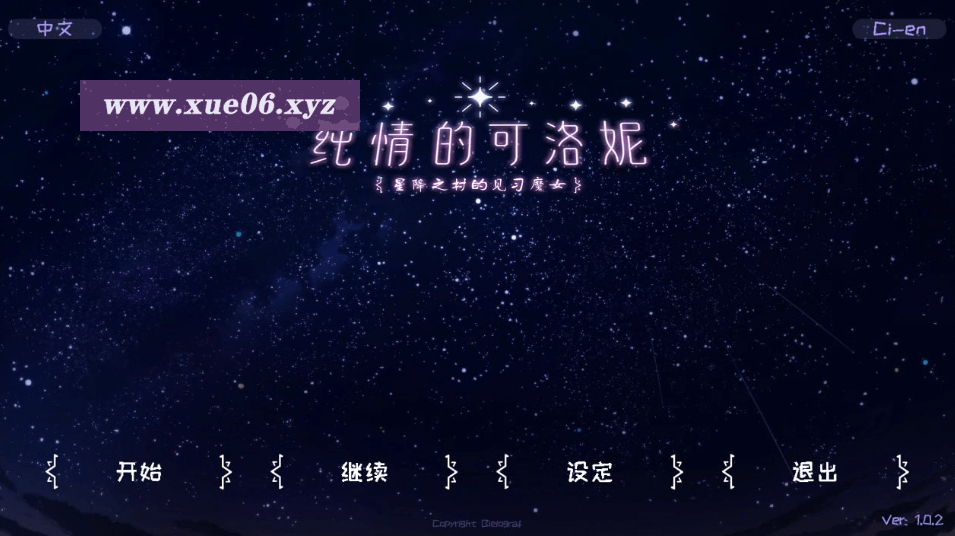 中文
Ci-en
www.xue06.xyz
纯情的可洛妮
星降之村的见习魔女
开始
继续
设定
退出
Copyright
Ver: 1.0.2